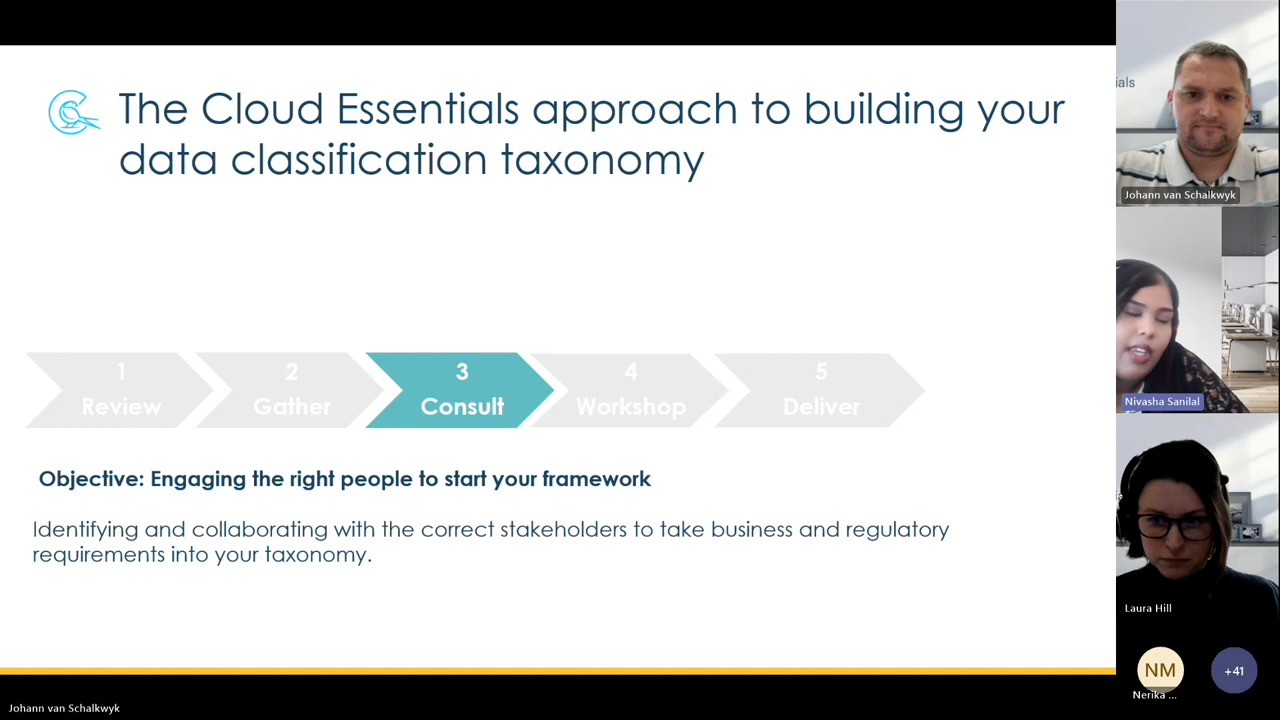 The Cloud Essentials approach to building your
data classification taxonomy
1
Review
2
Gather
3
Consult
4
Workshop
5
Deliver
Objective: Engaging the right people to start your framework
Identifying and collaborating with the correct stakeholders to take business and regulatory
requirements into your taxonomy.
Johann van Schalkwyk
ials
Johann van Schalkwyk
Nivasha Sanilal
Laura Hill
NM
Nerika ...
+41